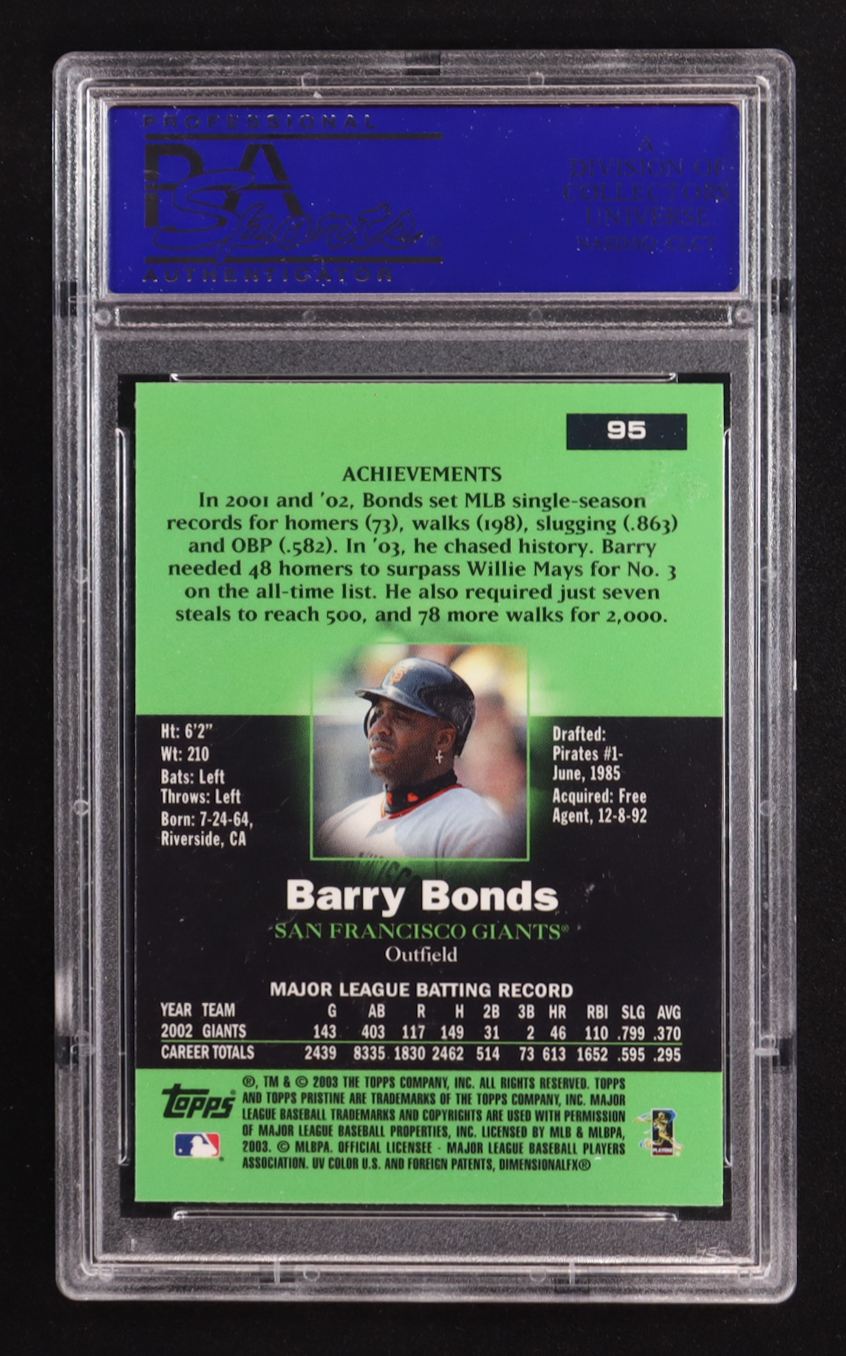 PROFESSIONAL
PSA
Sports®
AUTHENTICATOR
A
DIVISION OF
COLLECTORS
UNIVERSE
NASDAQ: CLCT
95
ACHIEVEMENTS
In 2001 and '02, Bonds set MLB single-season
records for homers (73), walks (198), slugging (.863)
and OBP (.582). In '03, he chased history. Barry
needed 48 homers to surpass Willie Mays for No. 3
on the all-time list. He also required just seven
steals to reach 500, and 78 more walks for 2,000.
Ht: 6'2"
Wt: 210
Bats: Left
Throws: Left
Born: 7-24-64,
Riverside, CA
Drafted:
Pirates #1-
June, 1985
Acquired: Free
Agent, 12-8-92
Barry Bonds
SAN FRANCISCO GIANTS®
Outfield
MAJOR LEAGUE BATTING RECORD
YEAR TEAM G AB R H 2B 3B HR RBI SLG AVG
2002 GIANTS 143 403 117 149 31 2 46 110 .799 .370
CAREER TOTALS 2439 8335 1830 2462 514 73 613 1652 .595 .295
topps®
®, TM & © 2003 THE TOPPS COMPANY, INC. ALL RIGHTS RESERVED. TOPPS
AND TOPPS PRISTINE ARE TRADEMARKS OF THE TOPPS COMPANY, INC. MAJOR
LEAGUE BASEBALL TRADEMARKS AND COPYRIGHTS ARE USED WITH PERMISSION
OF MAJOR LEAGUE BASEBALL PROPERTIES, INC. LICENSED BY MLB & MLBPA,
2003. © MLBPA. OFFICIAL LICENSEE - MAJOR LEAGUE BASEBALL PLAYERS
ASSOCIATION. UV COLOR U.S. AND FOREIGN PATENTS, DIMENSIONALFX®